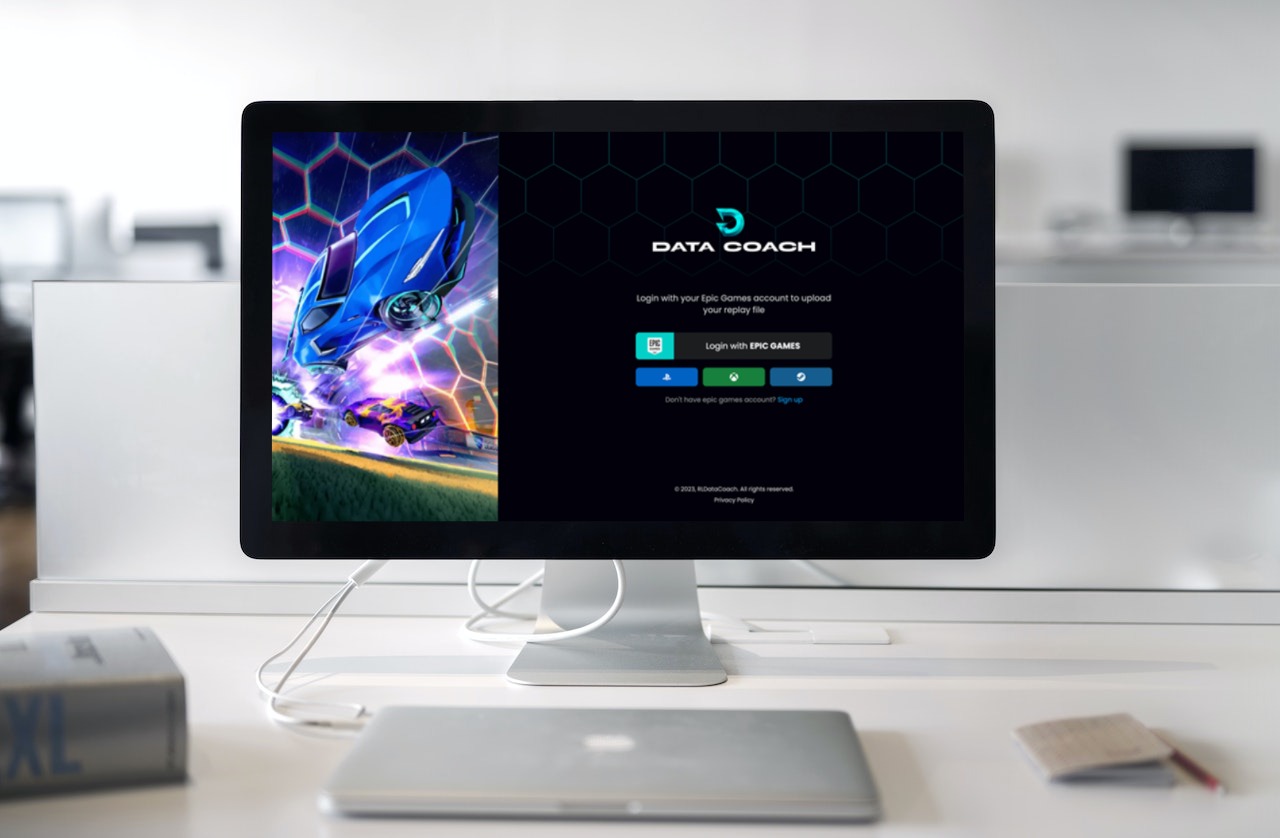 DATA COACH
Login with your Epic Games account to upload
your replay file
EPIC
GAMES
Login with EPIC GAMES
Don't have epic games account? Sign up
© 2023, RLDataCoach. All rights reserved.
Privacy Policy
XL